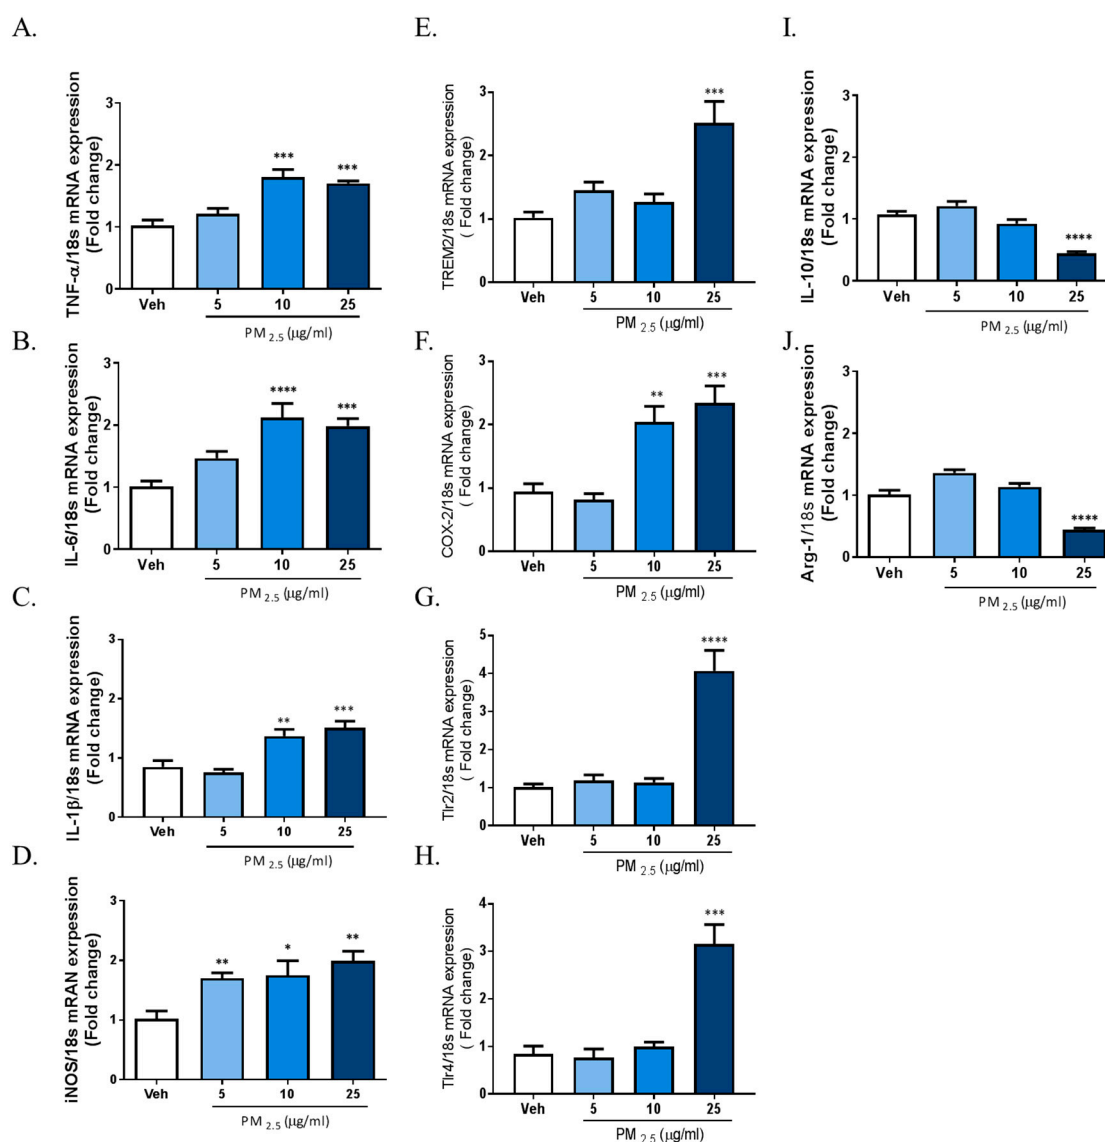 A.
TNF-α/18s mRNA expression
(Fold change)
3
2
1
0
***
***
Veh
5
10
25
PM 2.5 (μg/ml)
B.
IL-6/18s mRNA expression
(Fold change)
3
2
1
0
****
***
Veh
5
10
25
PM 2.5 (μg/ml)
C.
IL-1β/18s mRNA expression
(Fold change)
3
2
1
0
**
***
Veh
5
10
25
PM 2.5 (μg/ml)
D.
iNOS/18s mRAN exrpession
(Fold change)
3
2
1
0
**
*
**
Veh
5
10
25
PM 2.5 (μg/ml)
E.
TREM2/18s mRNA expression
( Fold change)
3
2
1
0
***
Veh
5
10
25
PM 2.5 (μg/ml)
F.
COX-2/18s mRNA expression
( Fold change)
3
2
1
0
**
***
Veh
5
10
25
PM 2.5 (μg/ml)
G.
Tlr2/18s mRNA expression
( Fold change)
5
4
3
2
1
0
****
Veh
5
10
25
PM 2.5 (μg/ml)
H.
Tlr4/18s mRNA expression
( Fold change)
4
3
2
1
0
***
Veh
5
10
25
PM 2.5 (μg/ml)
I.
IL-10/18s mRNA expression
(Fold change)
3
2
1
0
****
Veh
5
10
25
PM 2.5 (μg/ml)
J.
Arg-1/18s mRNA expression
(Fold change)
3
2
1
0
****
Veh
5
10
25
PM 2.5 (μg/ml)